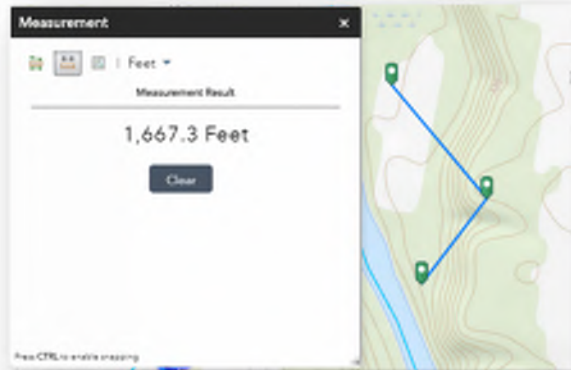 Measurement ×
Feet
Measurement Result
1,667.3 Feet
Clear
Press CTRL to enable snapping